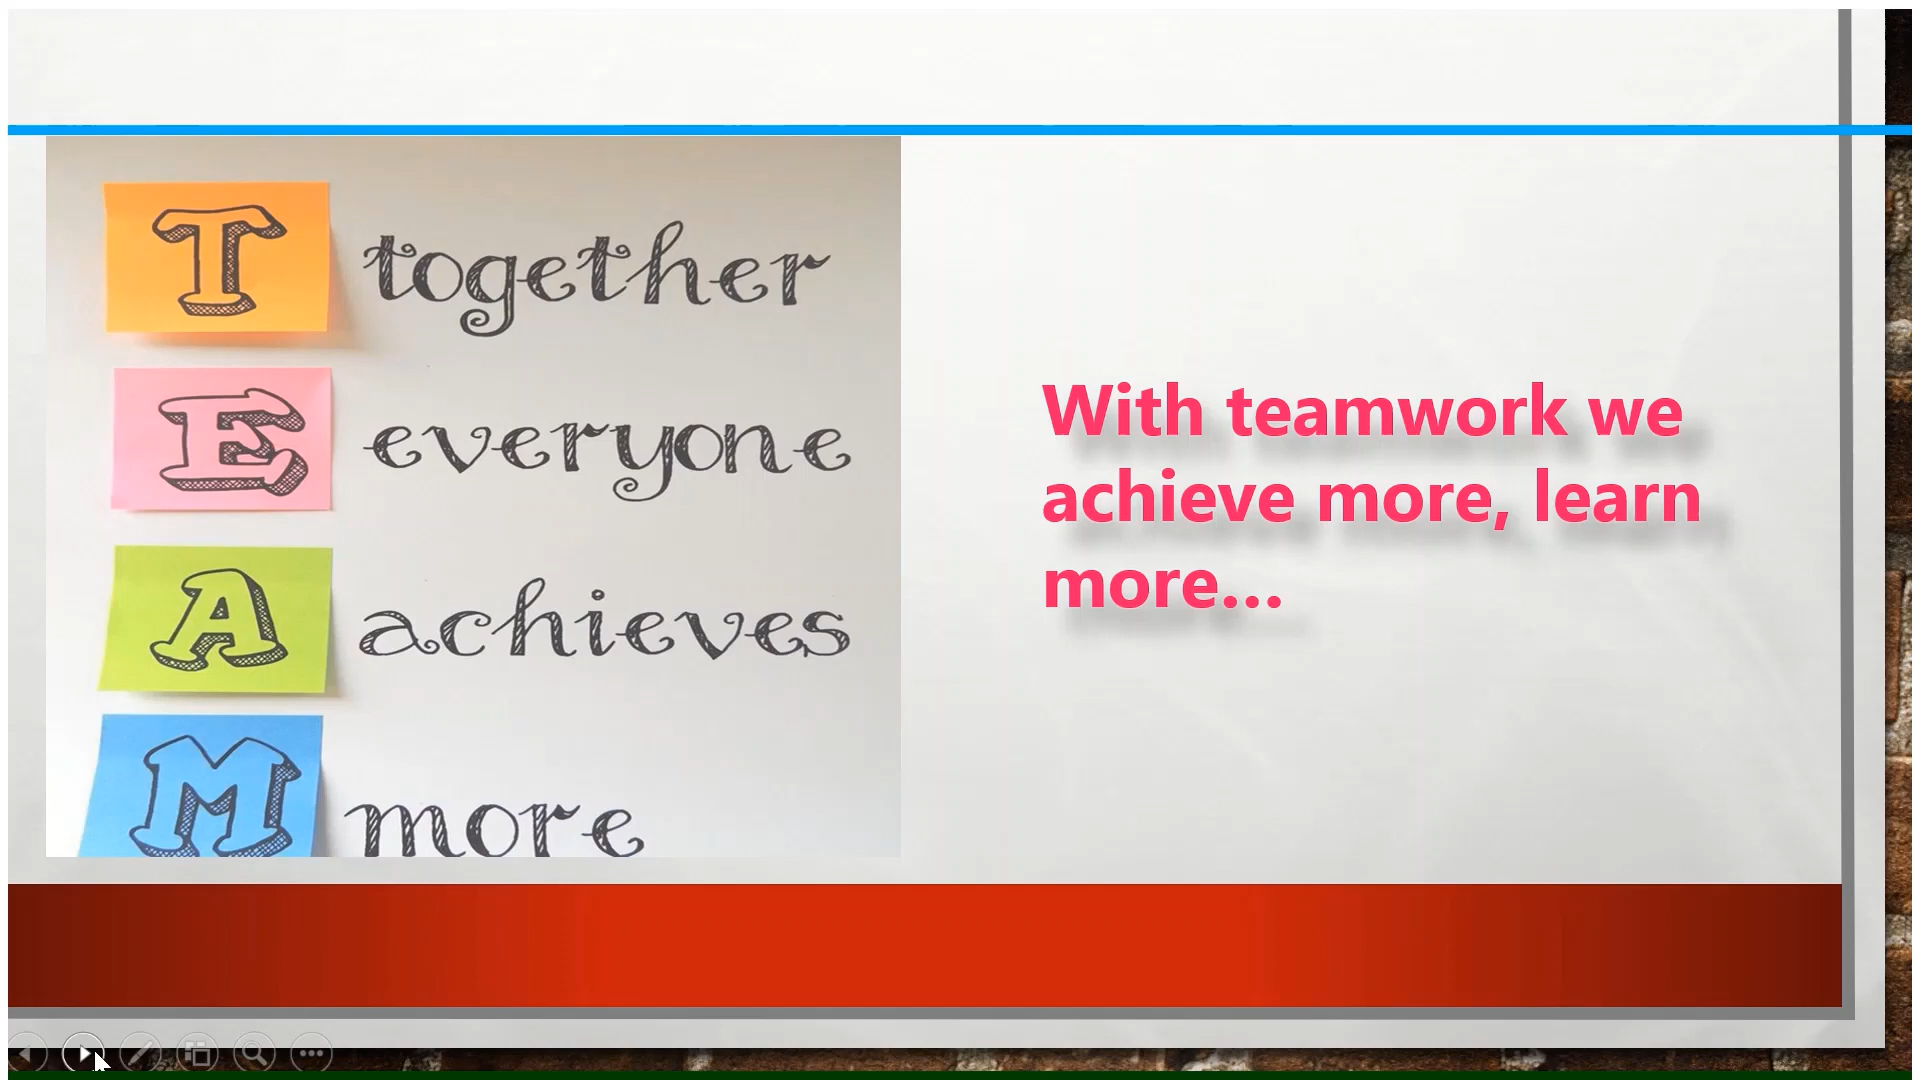 T together
E everyone
A achieves
M more
With teamwork we
achieve more, learn
more...